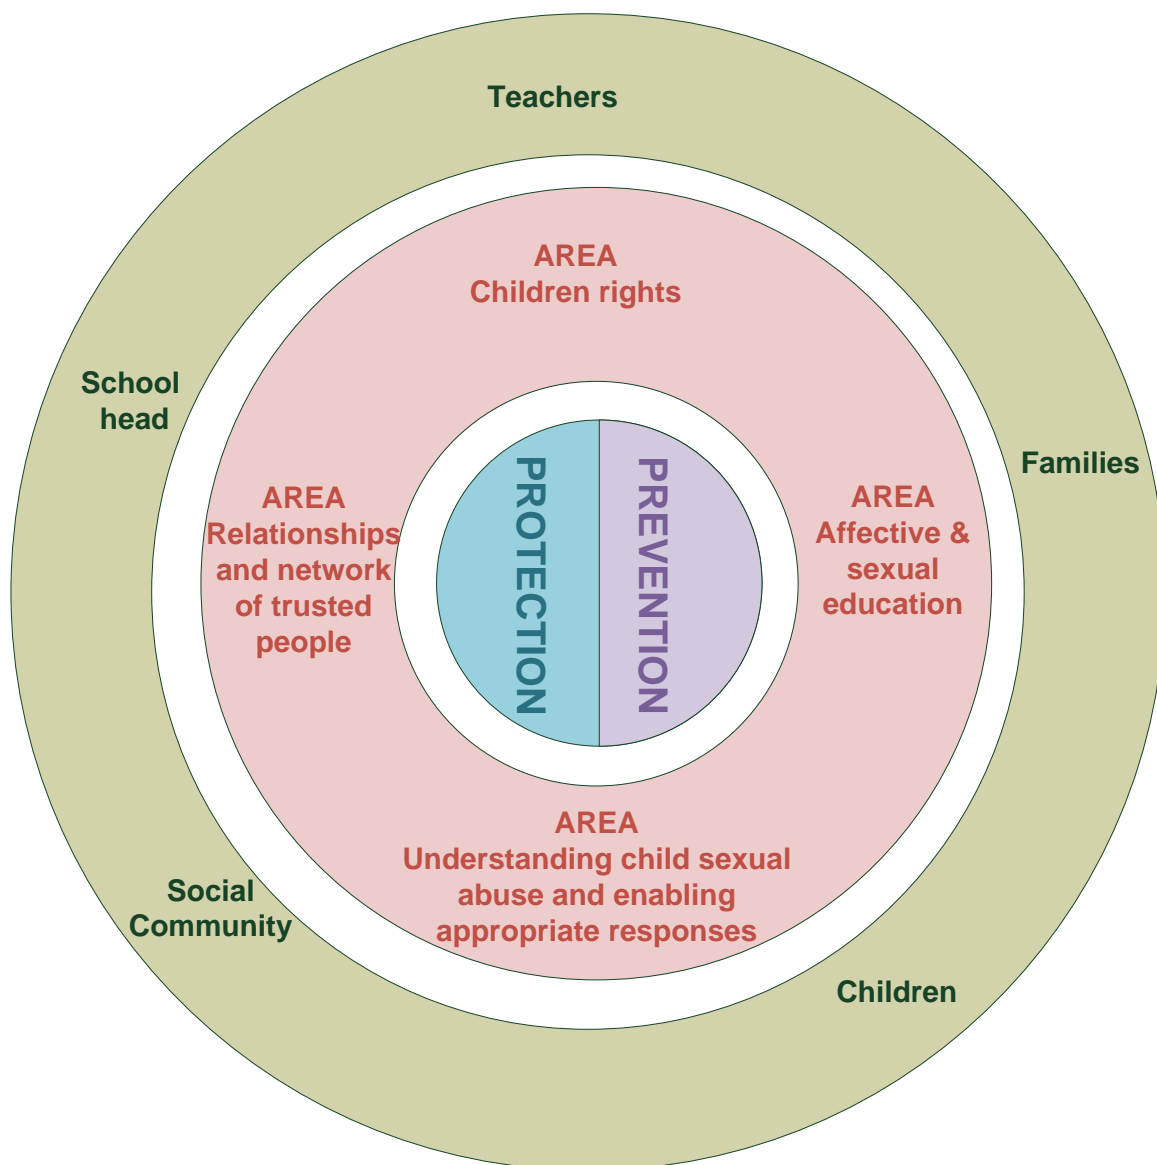 Teachers
AREA
Children rights
School
head
Families
AREA
Relationships
and network
of trusted
people
PROTECTION
PREVENTION
AREA
Affective &
sexual
education
AREA
Understanding child sexual
abuse and enabling
appropriate responses
Social
Community
Children